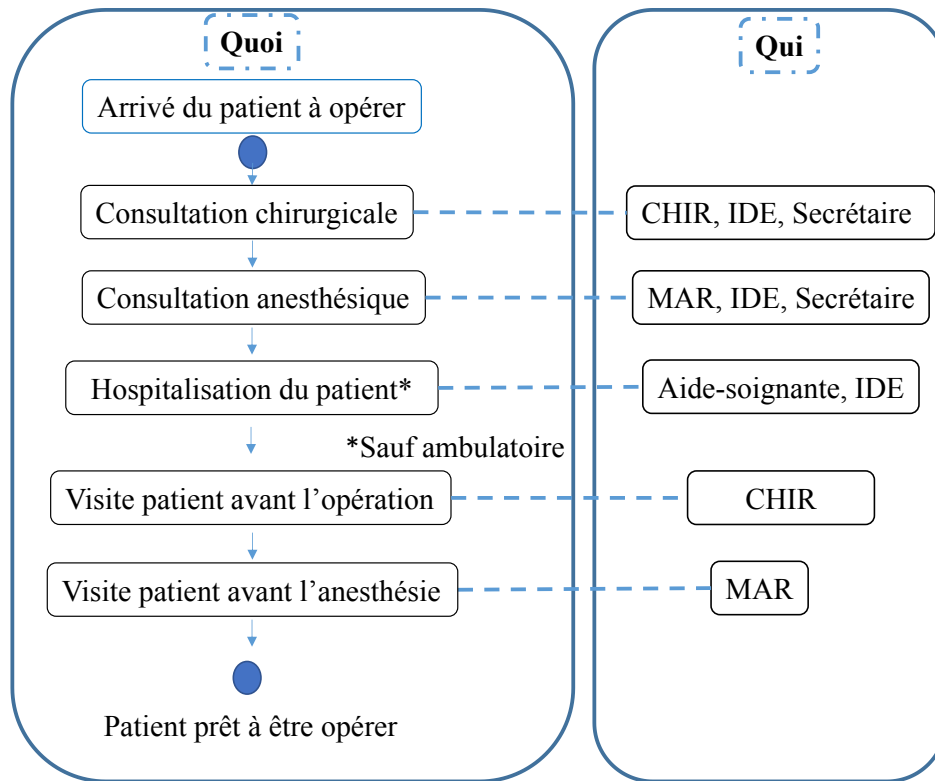 Quoi
Qui
Arrivé du patient à opérer
Consultation chirurgicale
CHIR, IDE, Secrétaire
Consultation anesthésique
MAR, IDE, Secrétaire
Hospitalisation du patient*
Aide-soignante, IDE
*Sauf ambulatoire
Visite patient avant l’opération
CHIR
Visite patient avant l’anesthésie
MAR
Patient prêt à être opérer